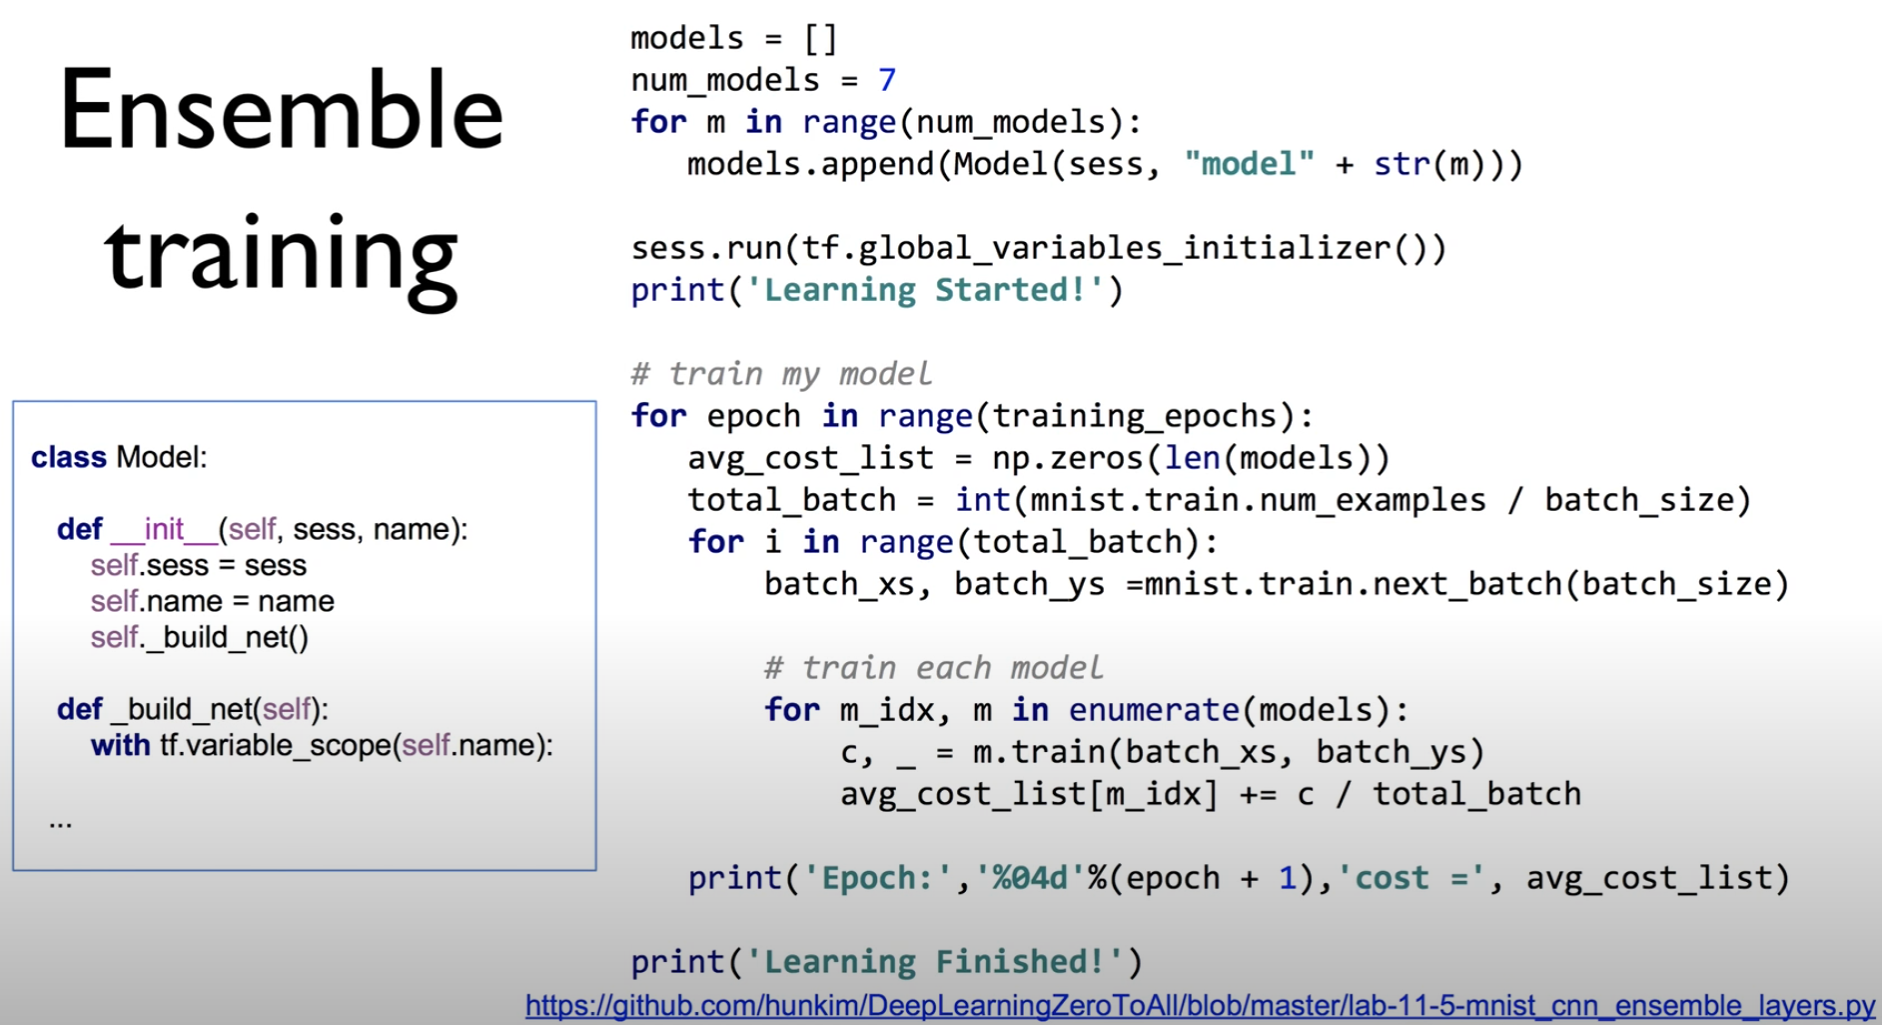 Ensemble
training
class Model:
def __init__(self, sess, name):
self.sess = sess
self.name = name
self._build_net()
def _build_net(self):
with tf.variable_scope(self.name):
...
models = []
num_models = 7
for m in range(num_models):
models.append(Model(sess, "model" + str(m)))
sess.run(tf.global_variables_initializer())
print('Learning Started!')
# train my model
for epoch in range(training_epochs):
avg_cost_list = np.zeros(len(models))
total_batch = int(mnist.train.num_examples / batch_size)
for i in range(total_batch):
batch_xs, batch_ys =mnist.train.next_batch(batch_size)
# train each model
for m_idx, m in enumerate(models):
c, _ = m.train(batch_xs, batch_ys)
avg_cost_list[m_idx] += c / total_batch
print('Epoch:','%04d'%(epoch + 1),'cost =', avg_cost_list)
print('Learning Finished!')
https://github.com/hunkim/DeepLearningZeroToAll/blob/master/lab-11-5-mnist_cnn_ensemble_layers.py